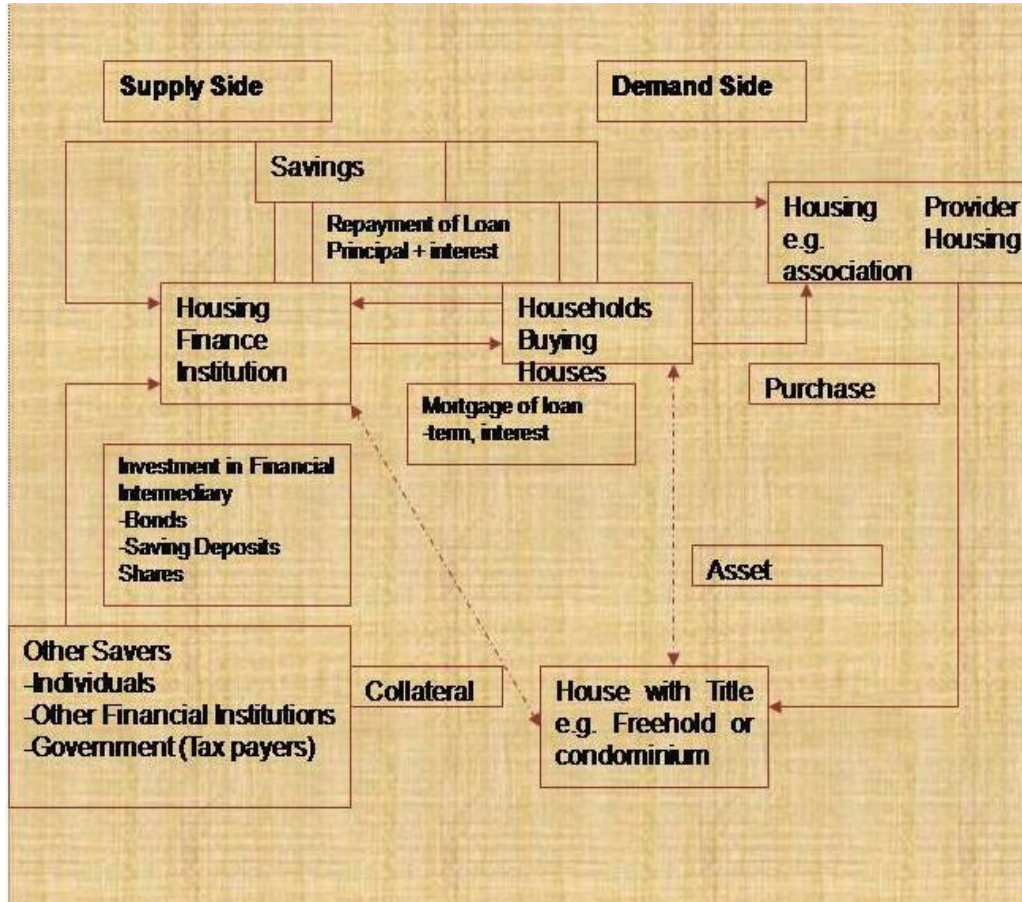 Supply Side
Demand Side
Savings
Repayment of Loan
Principal + interest
Housing Provider
e.g. Housing
association
Housing
Finance
Institution
Households
Buying
Houses
Purchase
Mortgage of loan
-term, interest
Investment in Financial
Intermediary
-Bonds
-Saving Deposits
Shares
Asset
Other Savers
-Individuals
-Other Financial Institutions
-Government (Tax payers)
Collateral
House with Title
e.g. Freehold or
condominium